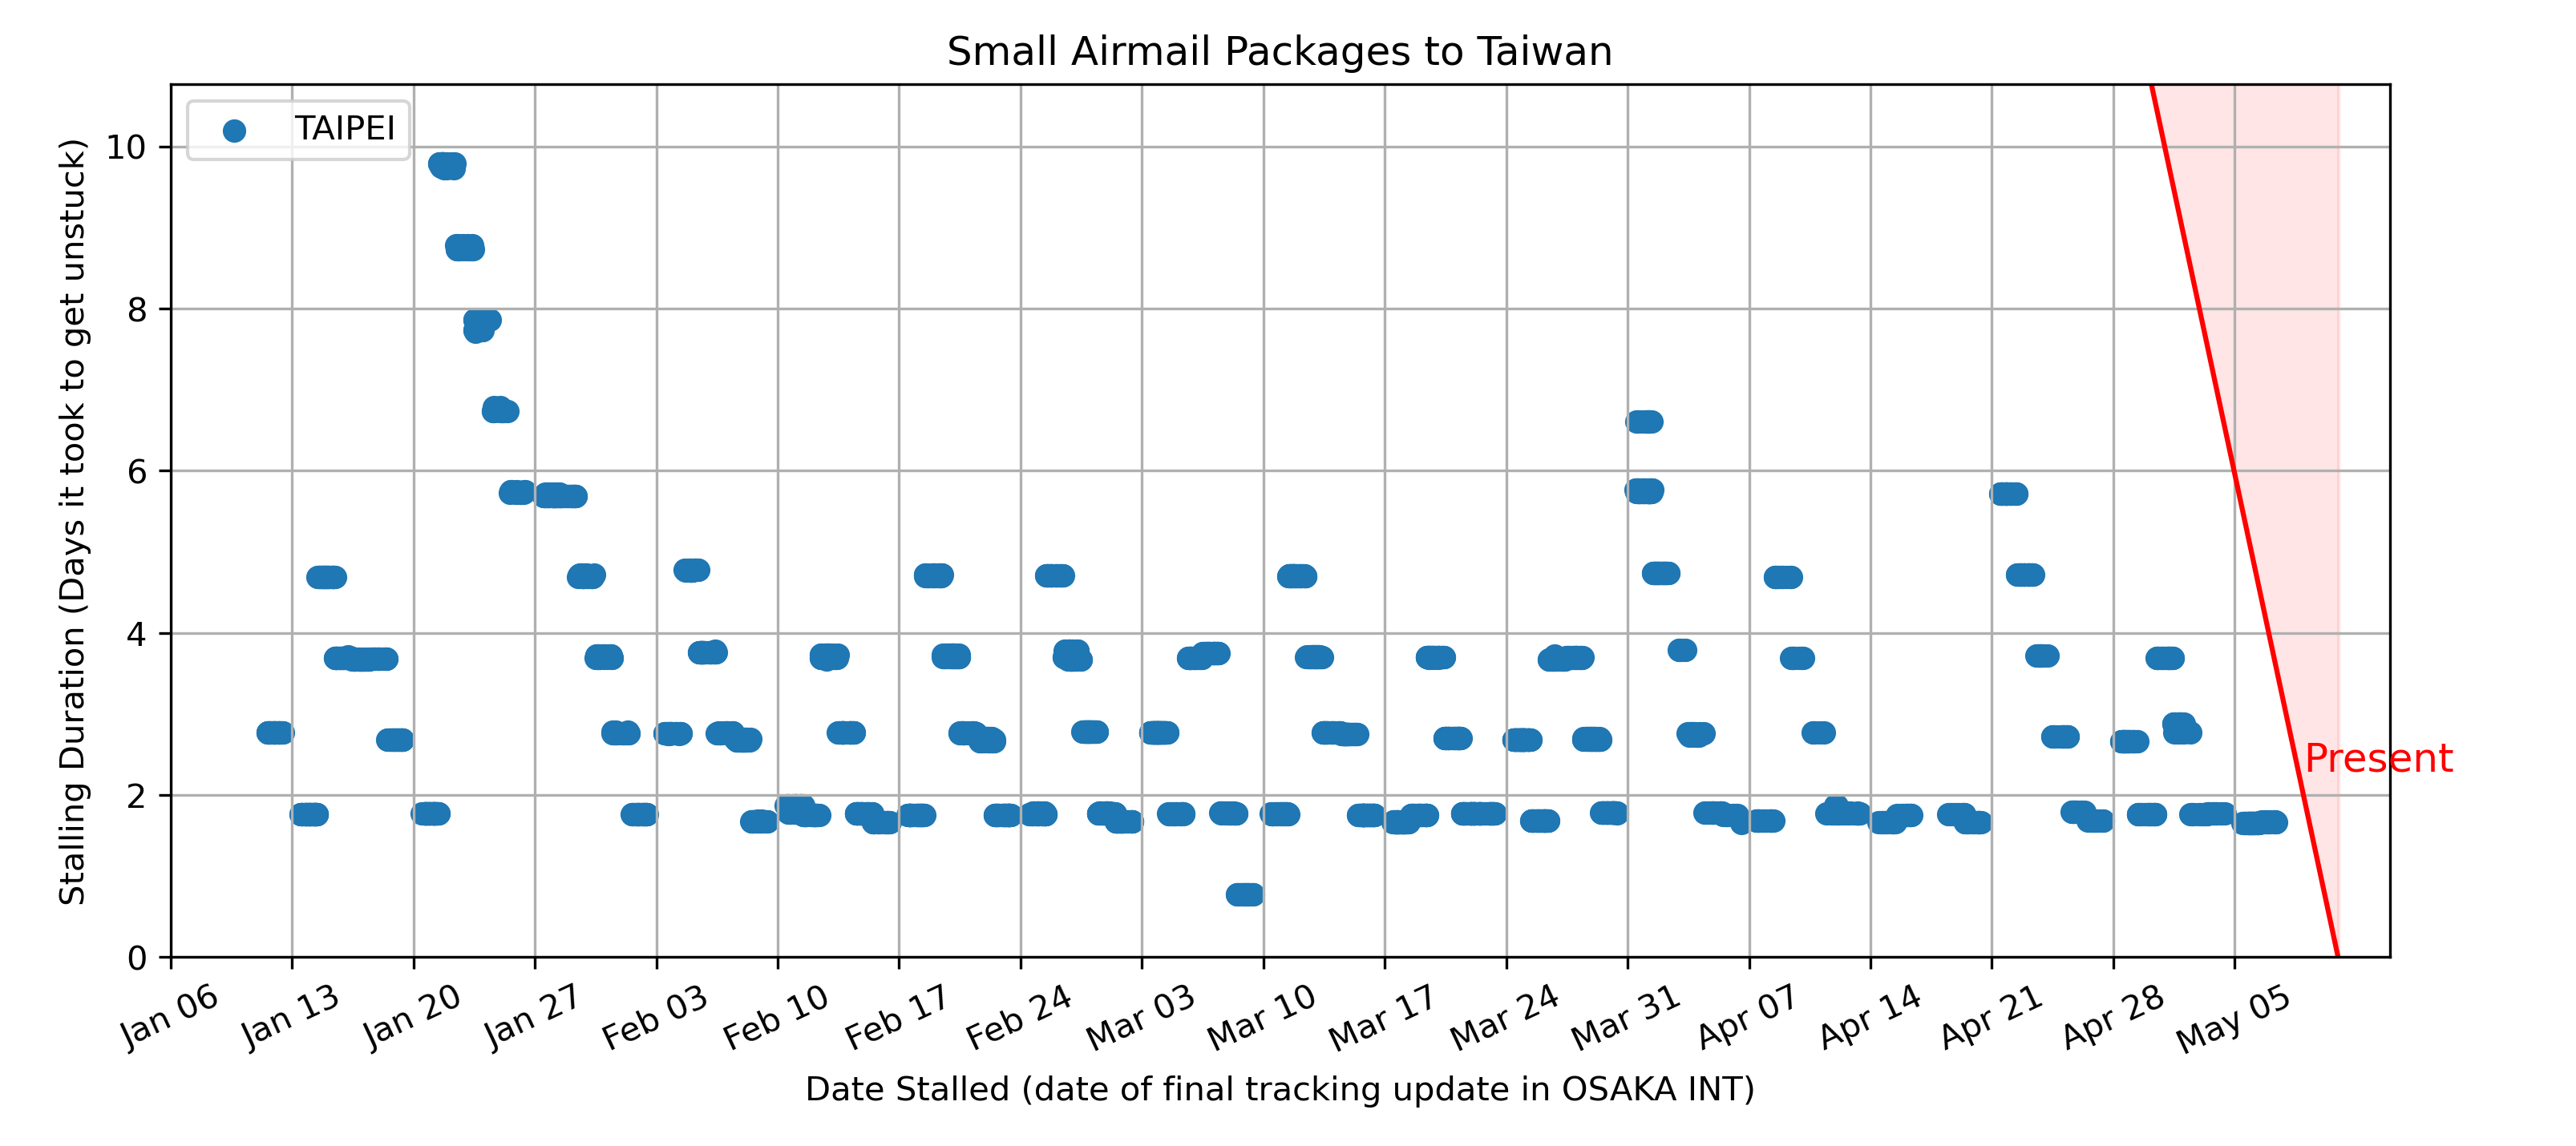 Small Airmail Packages to Taiwan
TAIPEI
Stalling Duration (Days it took to get unstuck)
10
8
6
4
2
0
Present
Jan 06
Jan 13
Jan 20
Jan 27
Feb 03
Feb 10
Feb 17
Feb 24
Mar 03
Mar 10
Mar 17
Mar 24
Mar 31
Apr 07
Apr 14
Apr 21
Apr 28
May 05
Date Stalled (date of final tracking update in OSAKA INT)